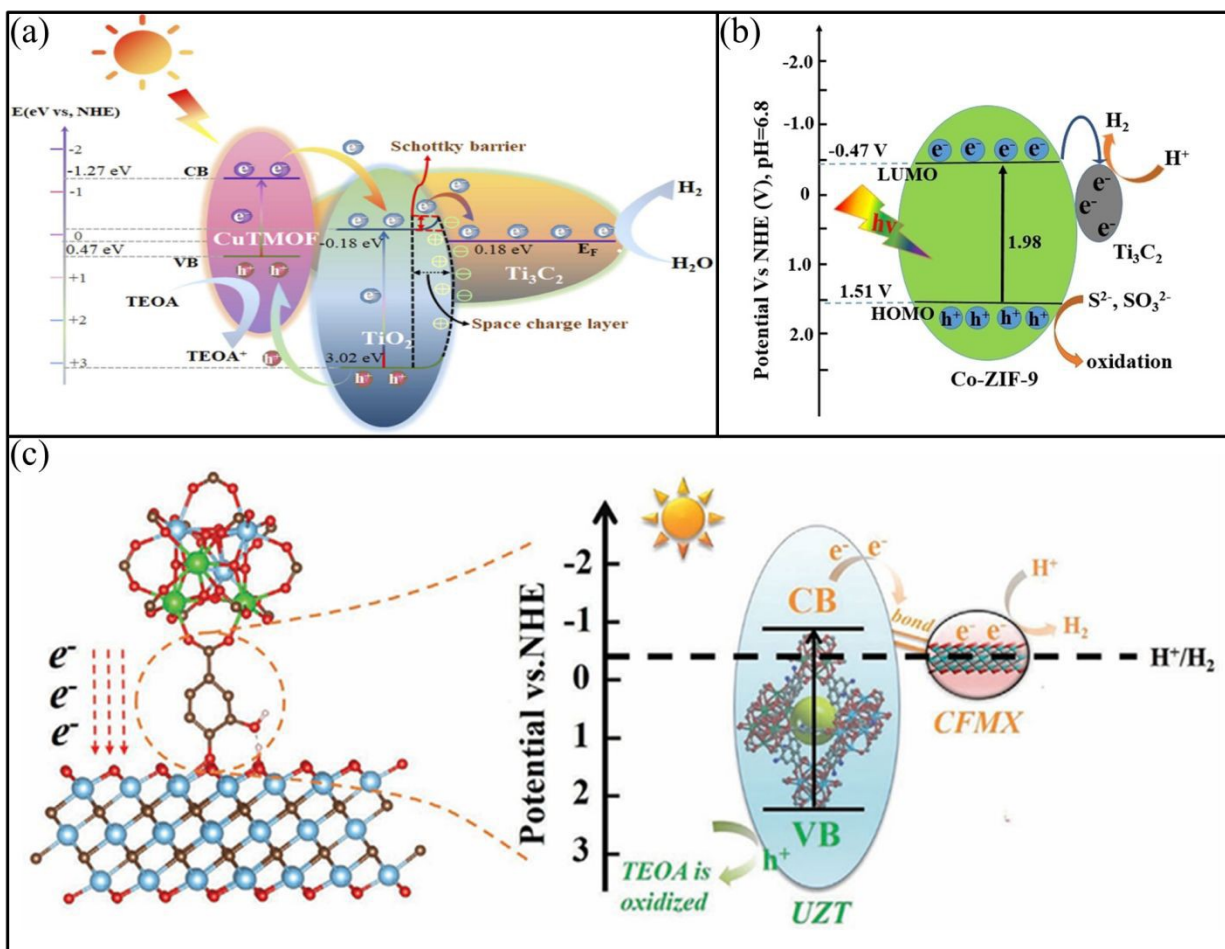 (a)
E(eV vs, NHE)
-2
-1.27 eV
-1
0
0.47 eV
+1
+2
+3
CB
e⁻ e⁻
e⁻
CuTMOF
VB
h⁺ h⁺
TEOA
TEOA⁺
h⁺
e⁻
Schottky barrier
e⁻
e⁻ e⁻
e⁻
-0.18 eV
e⁻
TiO₂
3.02 eV
h⁺ h⁺
e⁻ e⁻ e⁻ e⁻
0.18 eV
E_F
Ti₃C₂
Space charge layer
H₂
H₂O
(b)
Potential Vs NHE (V), pH=6.8
-2.0
-1.0
-0.47 V
0
1.0
1.51 V
2.0
e⁻ e⁻ e⁻ e⁻
LUMO
hν
1.98
HOMO
h⁺ h⁺ h⁺ h⁺
Co-ZIF-9
H₂
H⁺
e⁻
e⁻
e⁻
Ti₃C₂
S²⁻, SO₃²⁻
oxidation
(c)
e⁻
e⁻
e⁻
Potential vs.NHE
-2
-1
0
1
2
3
e⁻ e⁻
CB
bond
VB
h⁺
TEOA is
oxidized
UZT
e⁻ e⁻
CFMX
H⁺
H₂
H⁺/H₂